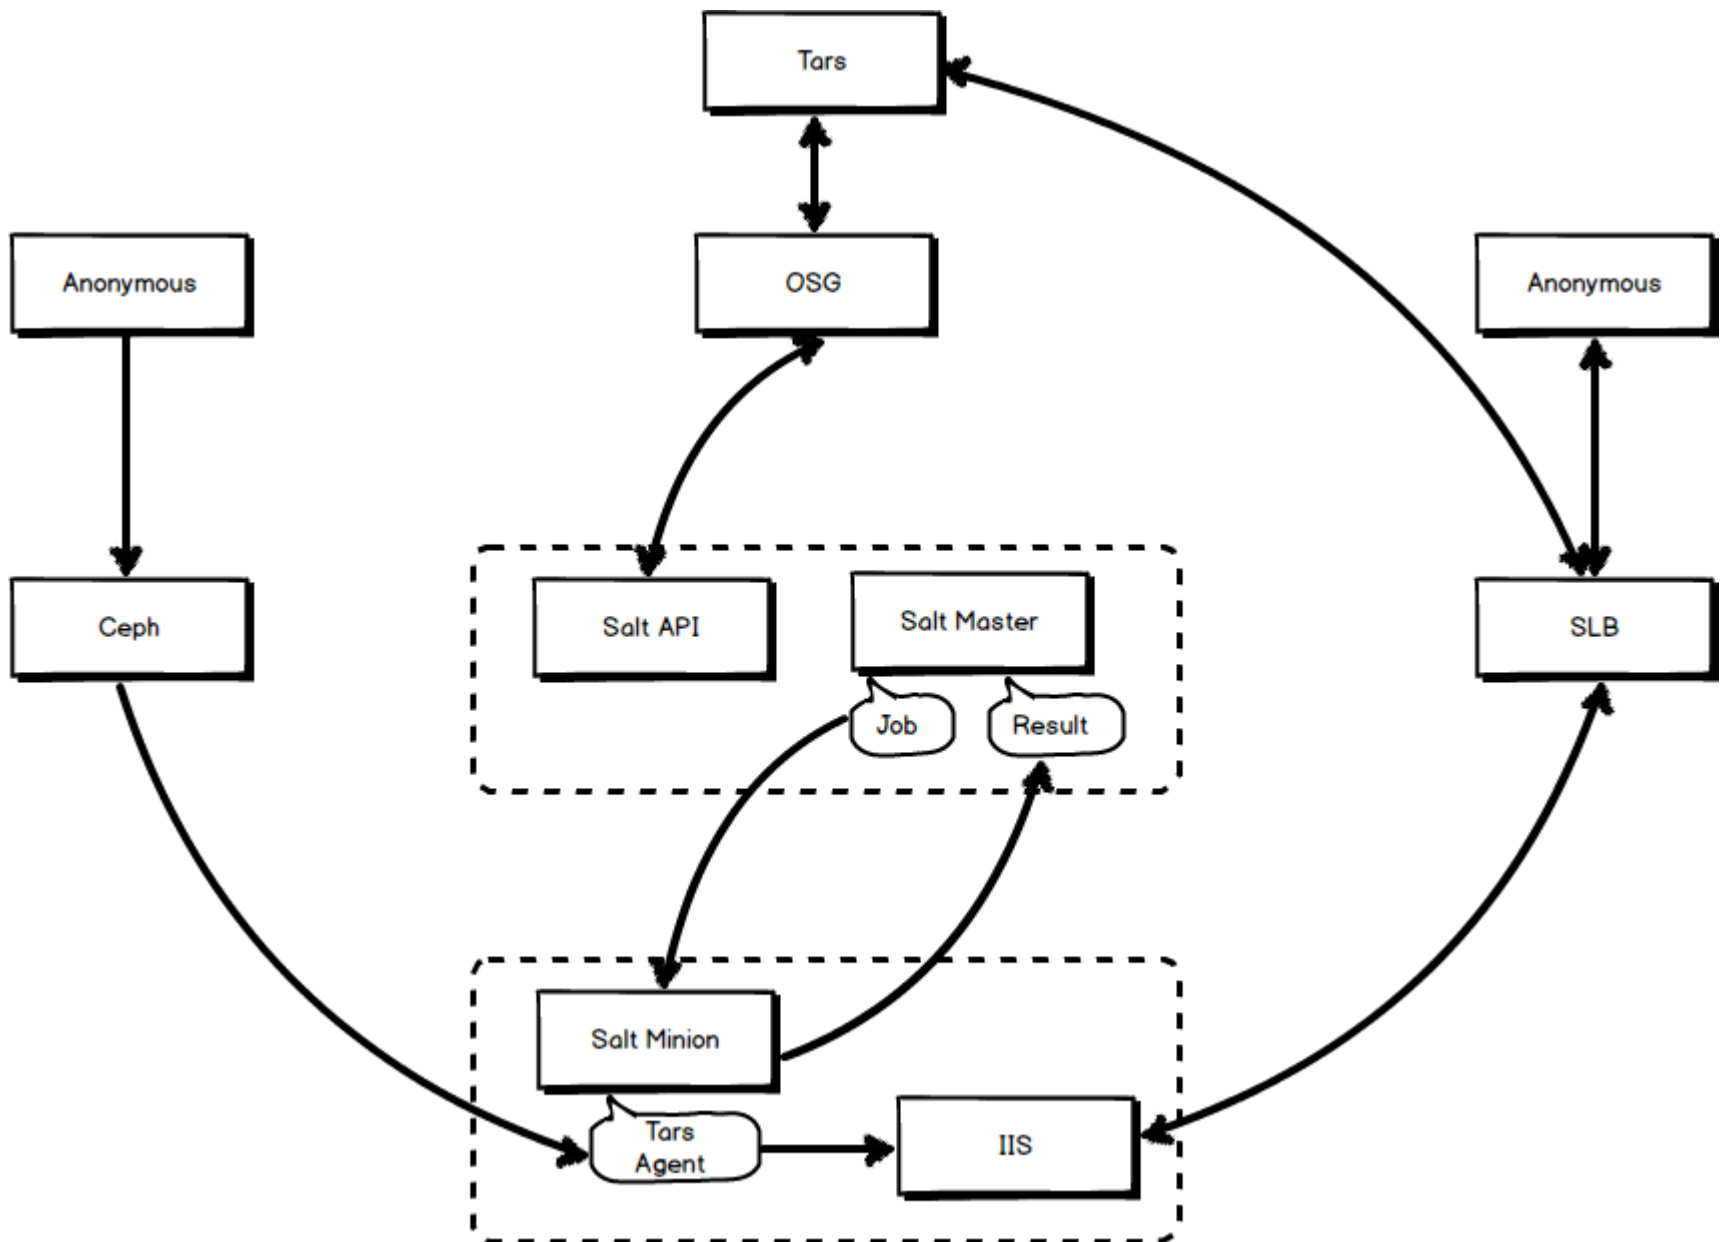 Tars
Anonymous
OSG
Anonymous
Ceph
Salt API
Salt Master
SLB
Job
Result
Salt Minion
Tars
Agent
IIS